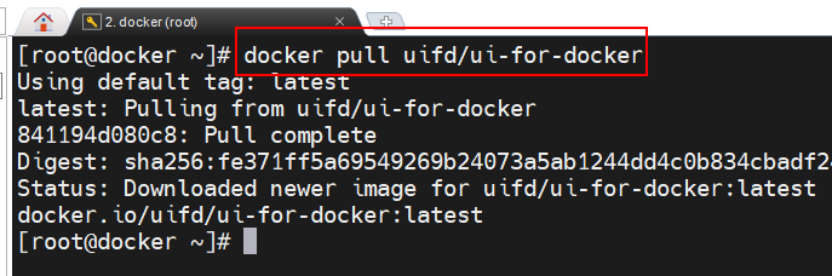 2. docker (root)
[root@docker ~]# docker pull uifd/ui-for-docker
Using default tag: latest
latest: Pulling from uifd/ui-for-docker
841194d080c8: Pull complete
Digest: sha256:fe371ff5a69549269b24073a5ab1244dd4c0b834cbadf2
Status: Downloaded newer image for uifd/ui-for-docker:latest
docker.io/uifd/ui-for-docker:latest
[root@docker ~]#